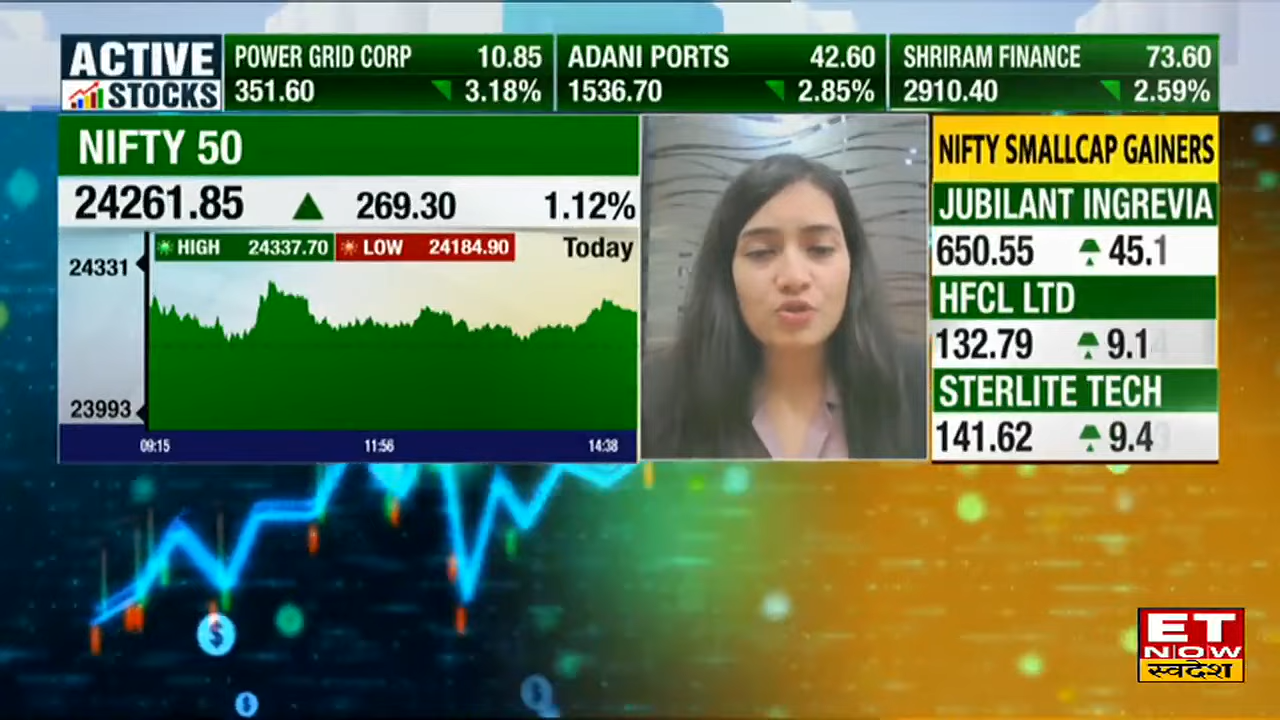 ACTIVE
STOCKS
POWER GRID CORP 10.85
351.60 3.18%
ADANI PORTS 42.60
1536.70 2.85%
SHRIRAM FINANCE 73.60
2910.40 2.59%
NIFTY 50
24261.85 269.30 1.12%
HIGH 24337.70 LOW 24184.90 Today
24331
23993
09:15 11:56 14:38
NIFTY SMALLCAP GAINERS
JUBILANT INGREVIA
650.55 45.1
HFCL LTD
132.79 9.14
STERLITE TECH
141.62 9.43
$
$
$
ET
NOW
स्वदेश